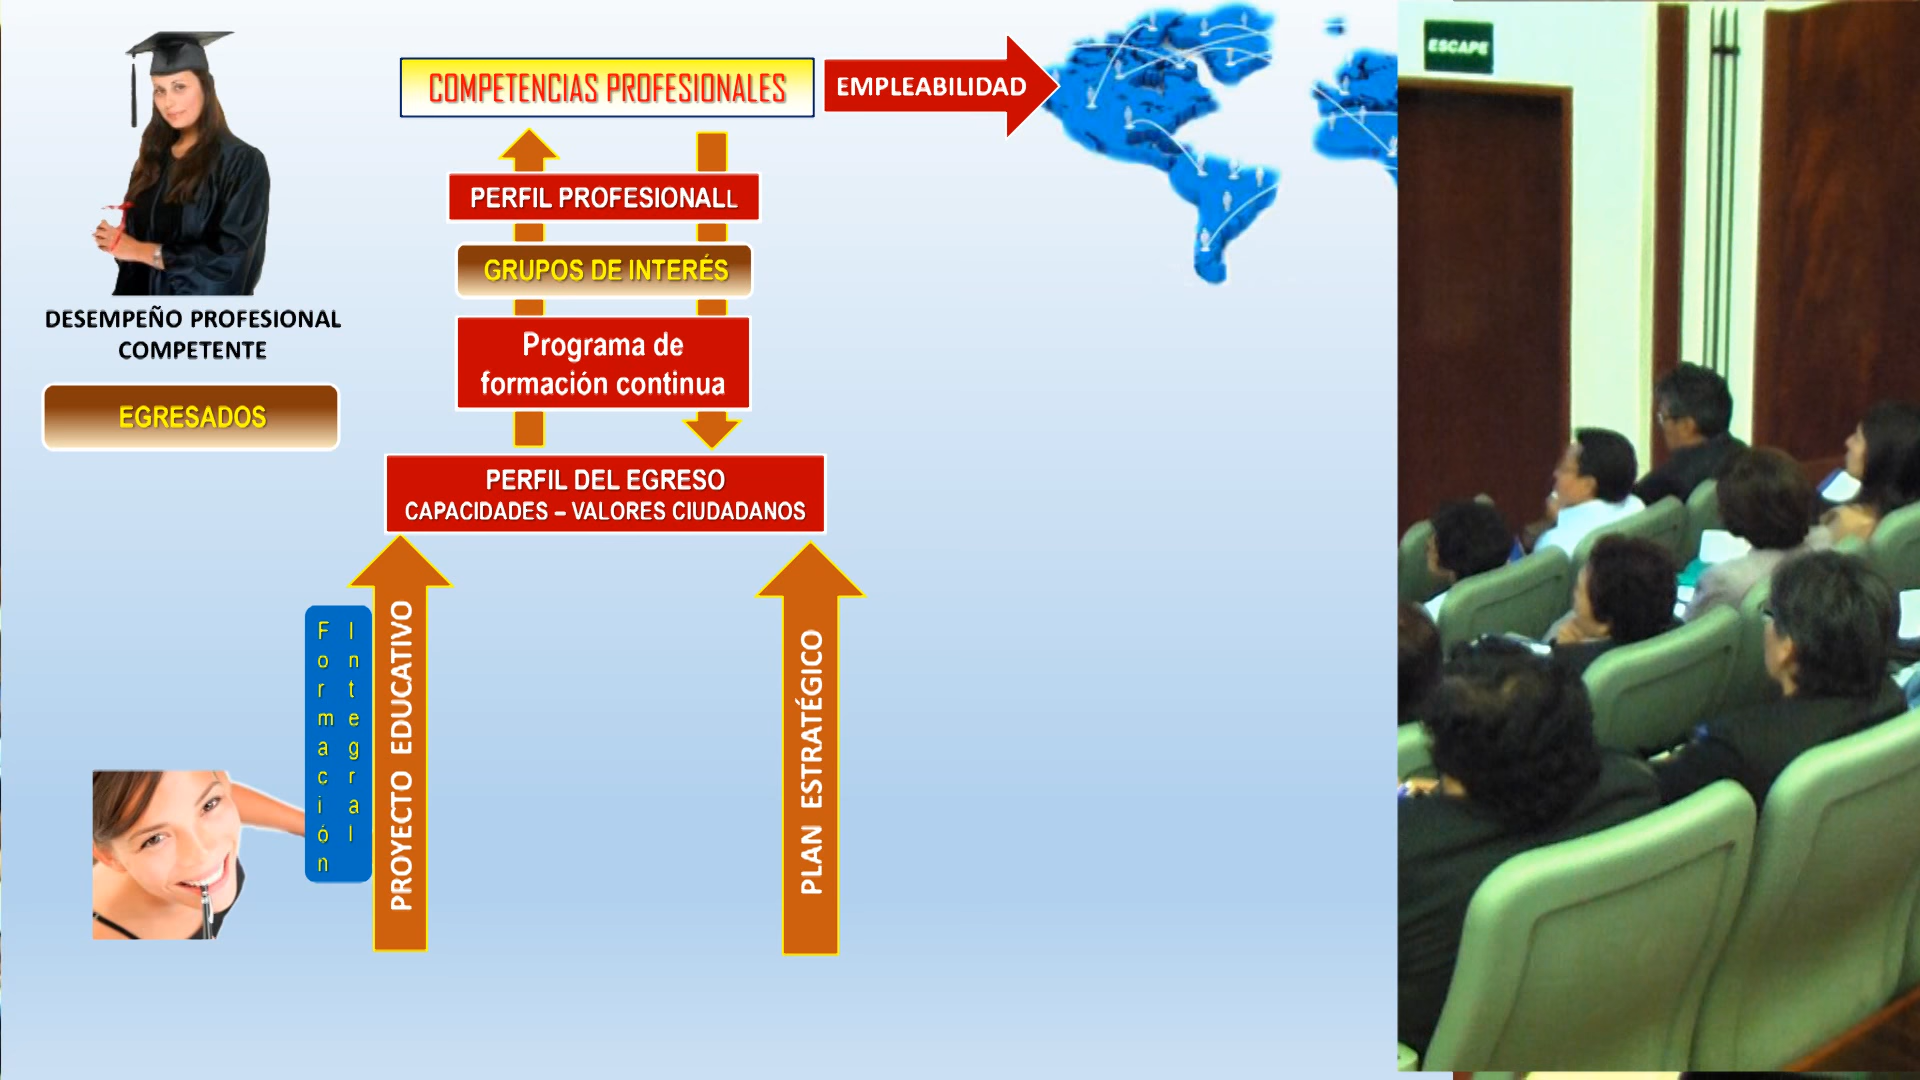 COMPETENCIAS PROFESIONALES
EMPLEABILIDAD
ESCAPE
PERFIL PROFESIONALL
GRUPOS DE INTERÉS
DESEMPEÑO PROFESIONAL
COMPETENTE
EGRESADOS
Programa de
formación continua
PERFIL DEL EGRESO
CAPACIDADES – VALORES CIUDADANOS
Formación
Integral
PROYECTO EDUCATIVO
PLAN ESTRATÉGICO